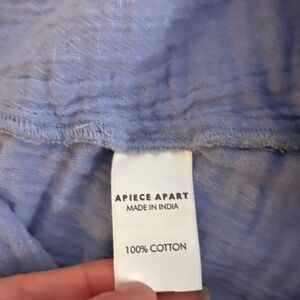 APIECE APART
MADE IN INDIA
100% COTTON